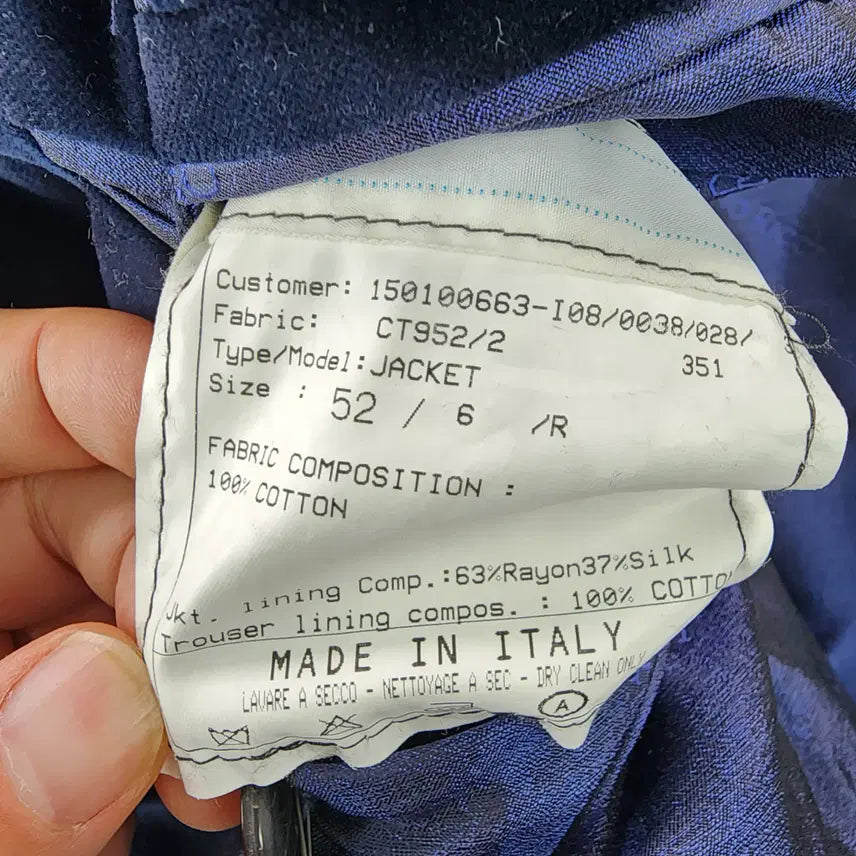 Customer: 150100663-I08/0038/028/
351
Fabric: CT952/2
Type/Model:JACKET
Size : 52 / 6 /R
FABRIC COMPOSITION :
100% COTTON
Jkt. lining Comp.:63%Rayon37%Silk
Trouser lining compos. : 100% COTTO
MADE IN ITALY
LAVARE A SECCO - NETTOYAGE A SEC - DRY CLEAN ONLY
A